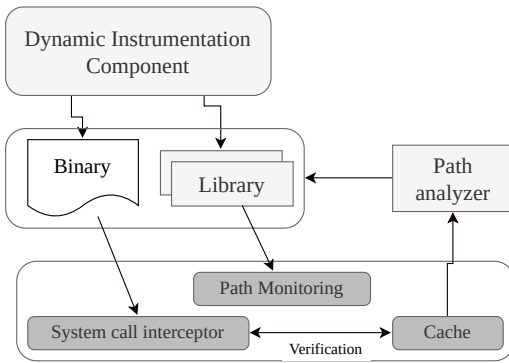 Dynamic Instrumentation
Component
Binary
Library
Path
analyzer
Path Monitoring
System call interceptor
Verification
Cache